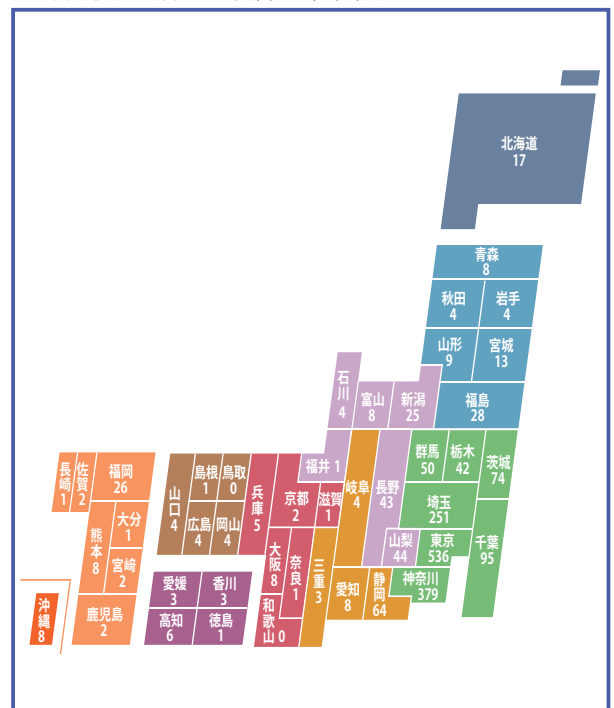 北海道
17
青森
8
秋田
4
岩手
4
山形
9
宮城
13
福島
28
石川
4
富山
8
新潟
25
福井 1
群馬
50
栃木
42
茨城
74
埼玉
251
千葉
95
東京
536
神奈川
379
山梨
44
長野
43
岐阜
4
静岡
64
愛知
8
三重
3
滋賀
1
京都
2
奈良
1
大阪
8
和歌山 0
兵庫
5
鳥取
0
島根
1
岡山
4
広島
4
山口
4
香川
3
愛媛
3
徳島
1
高知
6
福岡
26
佐賀
2
長崎
1
大分
1
熊本
8
宮﨑
2
鹿児島
2
沖縄
8